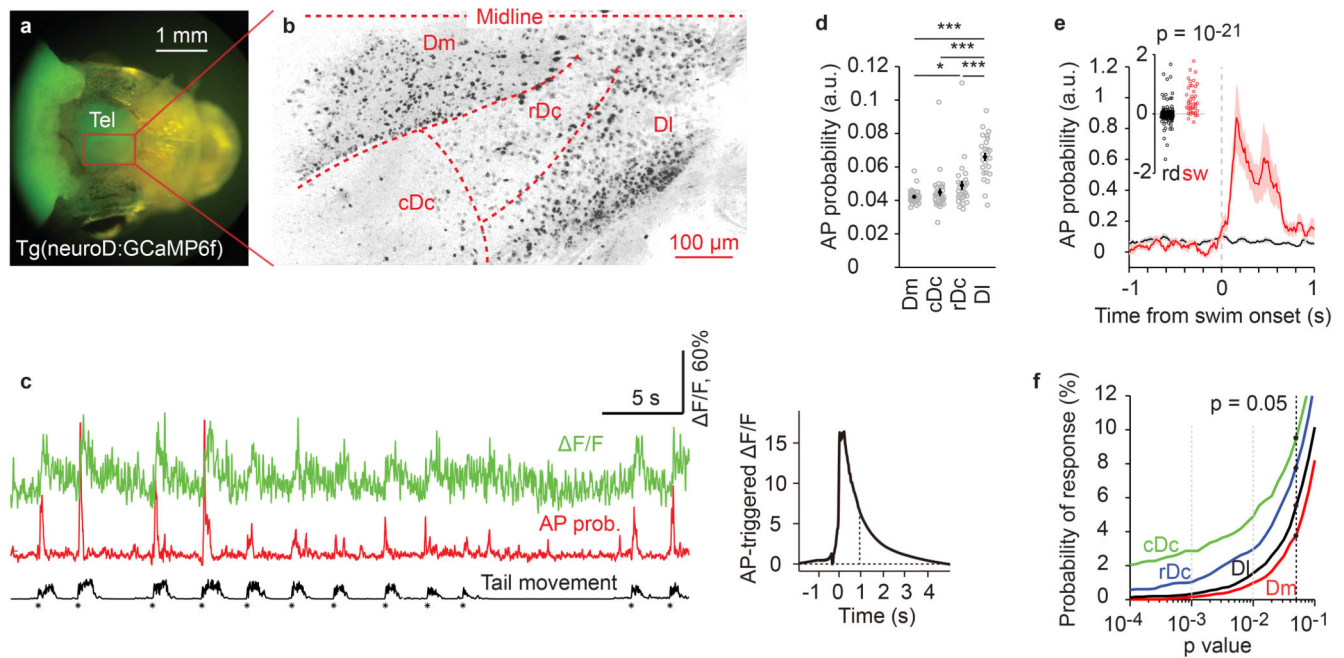 a
1 mm
Tel
Tg(neuroD:GCaMP6f)
b
Midline
Dm
rDc
Dl
cDc
100 µm
c
5 s
ΔF/F, 60%
ΔF/F
AP prob.
Tail movement
* * * * * * * * * * * *
AP-triggered ΔF/F
15
10
5
0
-1 0 1 2 3 4
Time (s)
d
***
***
* ***
AP probability (a.u.)
0.12
0.10
0.08
0.06
0.04
0.02
0
Dm
cDc
rDc
Dl
e
p = 10-21
2
0
-2
rd sw
AP probability (a.u.)
1.2
1.0
0.8
0.6
0.4
0.2
0
-1 0 1
Time from swim onset (s)
f
p = 0.05
Probability of response (%)
12
10
8
6
4
2
0
cDc
rDc
Dl
Dm
10-4 10-3 10-2 10-1
p value